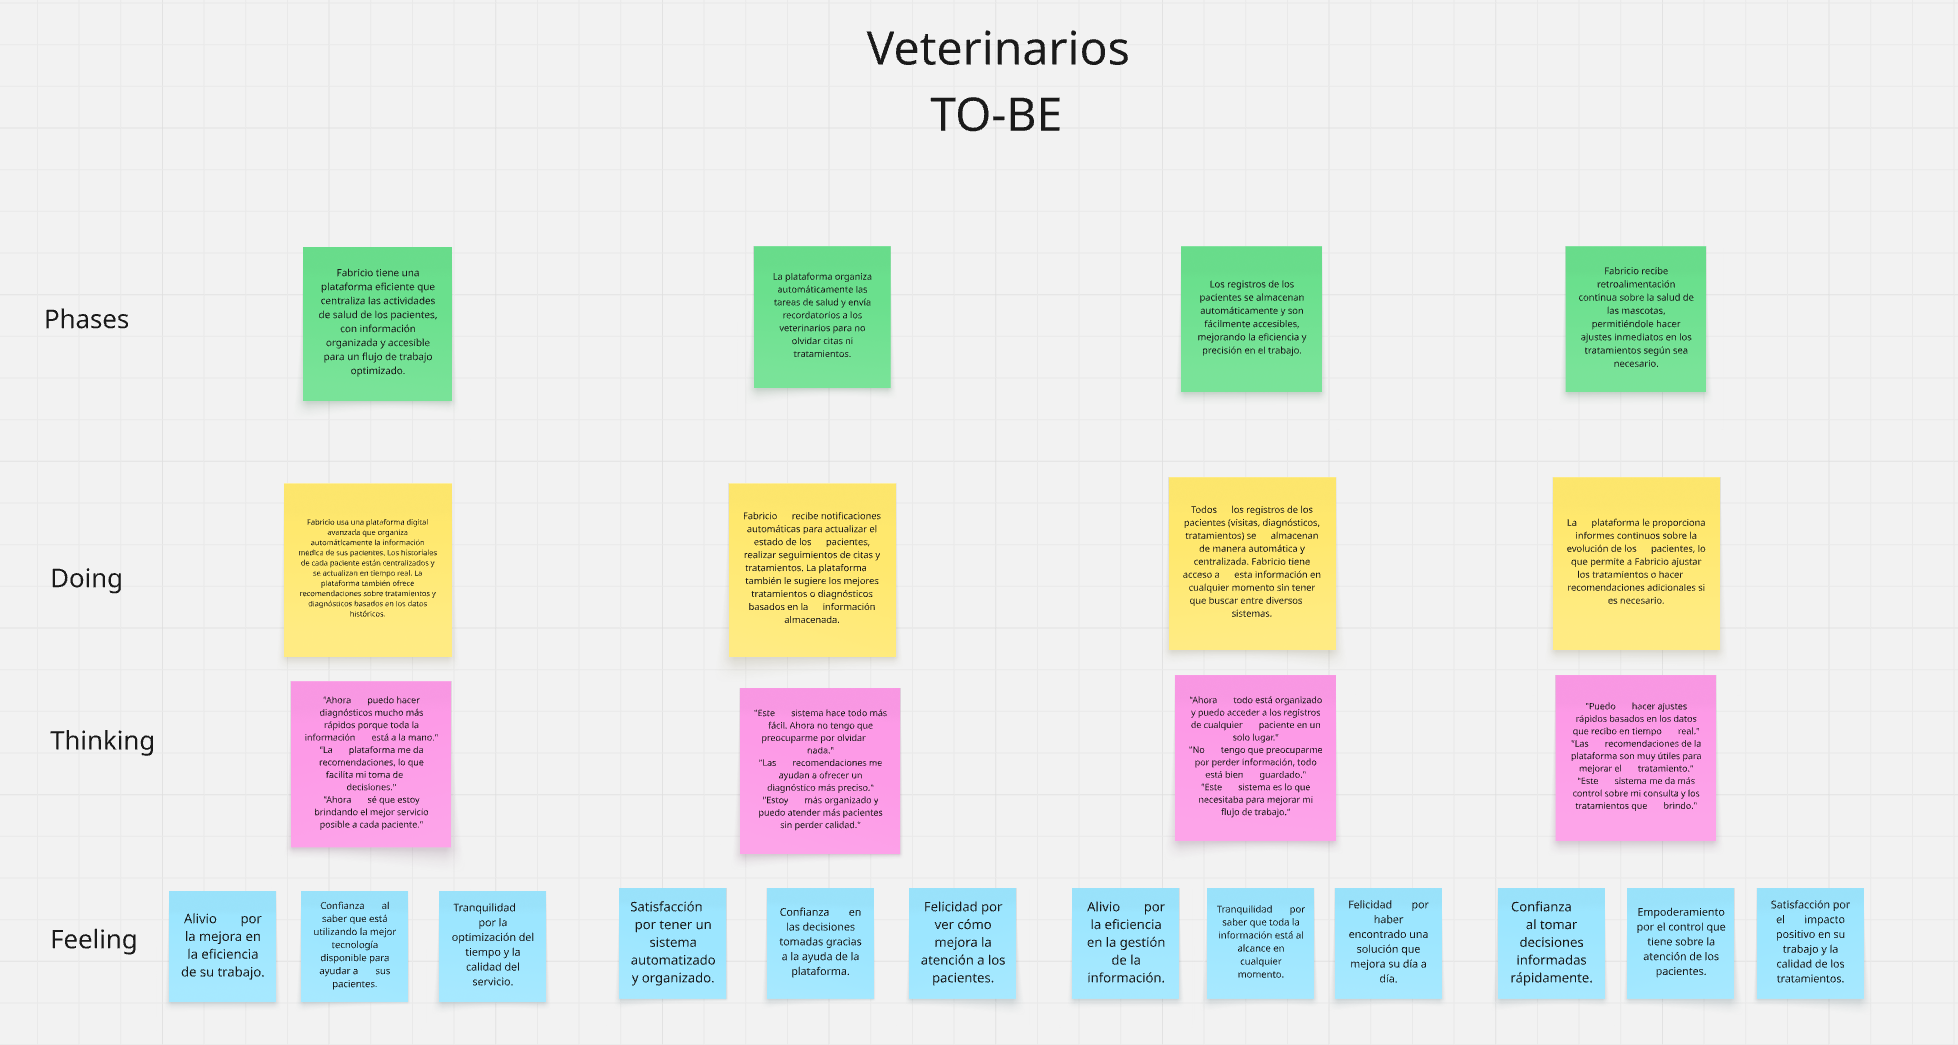 Veterinarios
TO-BE
Phases
Fabricio tiene una
plataforma eficiente que
centraliza las actividades
de salud de los pacientes,
con información
organizada y accesible
para un flujo de trabajo
optimizado.
La plataforma organiza
automáticamente las
tareas de salud y envía
recordatorios a los
veterinarios para no
olvidar citas ni
tratamientos.
Los registros de los
pacientes se almacenan
automáticamente y son
fácilmente accesibles,
mejorando la eficiencia y
precisión en el trabajo.
Fabricio recibe
retroalimentación
continua sobre la salud de
las mascotas,
permitiéndole hacer
ajustes inmediatos en los
tratamientos según sea
necesario.
Doing
Fabricio usa una plataforma digital
avanzada que organiza
automáticamente la información
médica de sus pacientes. Los historiales
de cada paciente están centralizados y
se actualizan en tiempo real. La
plataforma también ofrece
recomendaciones sobre tratamientos y
diagnósticos basados en los datos
históricos.
Fabricio recibe notificaciones
automáticas para actualizar el
estado de los pacientes,
realizar seguimientos de citas y
tratamientos. La plataforma
también le sugiere los mejores
tratamientos o diagnósticos
basados en la información
almacenada.
Todos los registros de los
pacientes (visitas, diagnósticos,
tratamientos) se almacenan
de manera automática y
centralizada. Fabricio tiene
acceso a esta información en
cualquier momento sin tener
que buscar entre diversos
sistemas.
La plataforma le proporciona
informes continuos sobre la
evolución de los pacientes, lo
que permite a Fabricio ajustar
los tratamientos o hacer
recomendaciones adicionales si
es necesario.
Thinking
"Ahora puedo hacer
diagnósticos mucho más
rápidos porque toda la
información está a la mano."
"La plataforma me da
recomendaciones, lo que
facilita mi toma de
decisiones."
"Ahora sé que estoy
brindando el mejor servicio
posible a cada paciente."
"Este sistema hace todo más
fácil. Ahora no tengo que
preocuparme por olvidar
nada."
"Las recomendaciones me
ayudan a ofrecer un
diagnóstico más preciso."
"Estoy más organizado y
puedo atender más pacientes
sin perder calidad."
"Ahora todo está organizado
y puedo acceder a los registros
de cualquier paciente en un
solo lugar."
"No tengo que preocuparme
por perder información, todo
está bien guardado."
"Este sistema es lo que
necesitaba para mejorar mi
flujo de trabajo."
"Puedo hacer ajustes
rápidos basados en los datos
que recibo en tiempo real."
"Las recomendaciones de la
plataforma son muy útiles para
mejorar el tratamiento."
"Este sistema me da más
control sobre mi consulta y los
tratamientos que brindo."
Feeling
Alivio por
la mejora en
la eficiencia
de su trabajo.
Confianza al
saber que está
utilizando la mejor
tecnología
disponible para
ayudar a sus
pacientes.
Tranquilidad
por la
optimización del
tiempo y la
calidad del
servicio.
Satisfacción
por tener un
sistema
automatizado
y organizado.
Confianza en
las decisiones
tomadas gracias
a la ayuda de la
plataforma.
Felicidad por
ver cómo
mejora la
atención a los
pacientes.
Alivio por
la eficiencia
en la gestión
de la
información.
Tranquilidad por
saber que toda la
información está al
alcance en
cualquier
momento.
Felicidad por
haber
encontrado una
solución que
mejora su día a
día.
Confianza
al tomar
decisiones
informadas
rápidamente.
Empoderamiento
por el control que
tiene sobre la
atención de los
pacientes.
Satisfacción por
el impacto
positivo en su
trabajo y la
calidad de los
tratamientos.